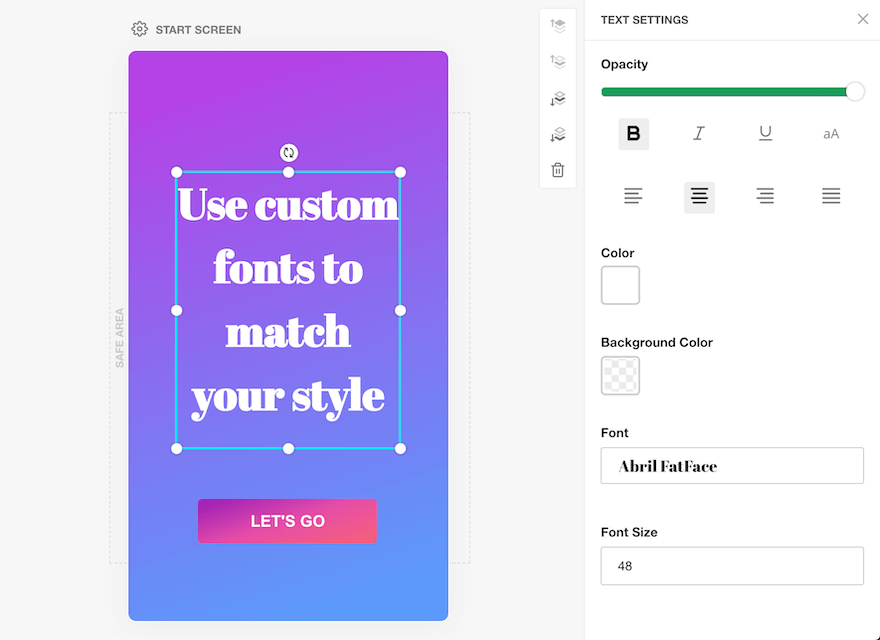 START SCREEN
SAFE AREA
Use custom
fonts to
match
your style
LET'S GO
TEXT SETTINGS
Opacity
B I U aA
Color
Background Color
Font
Abril FatFace
Font Size
48